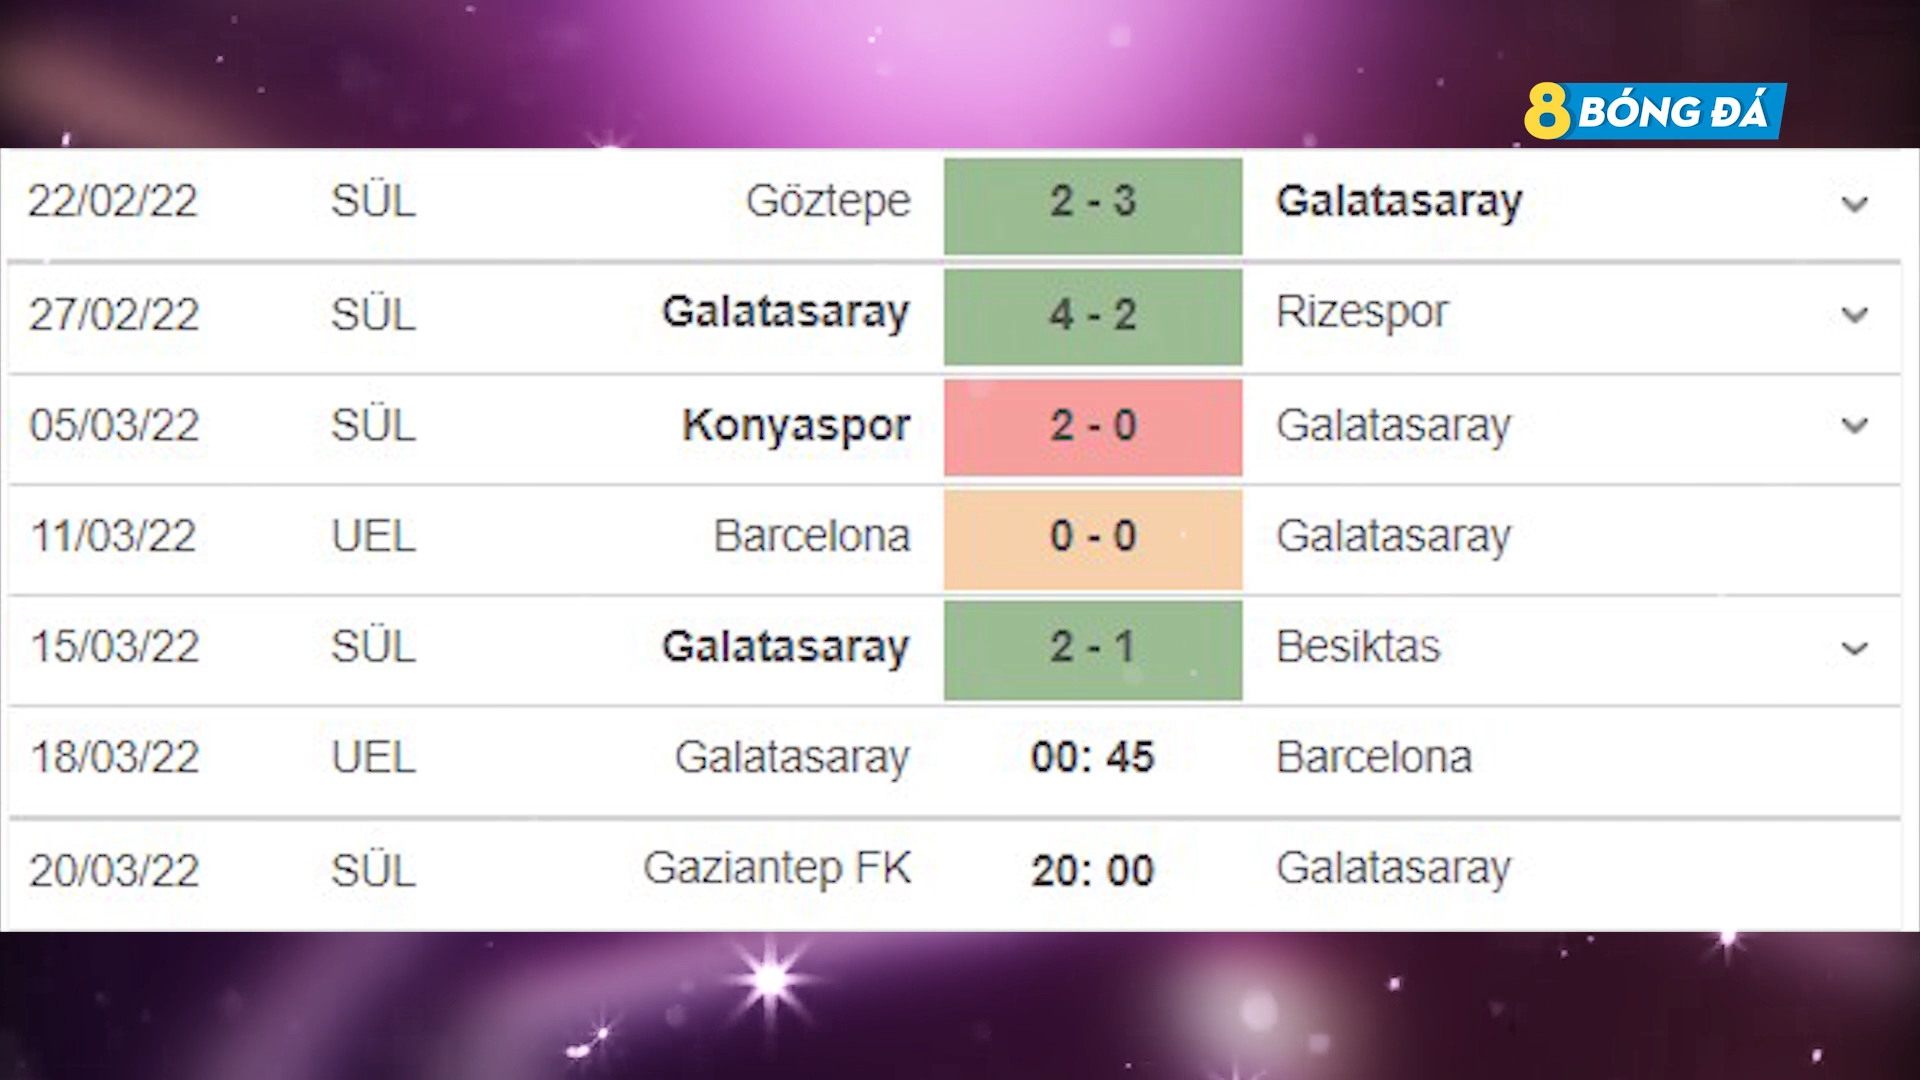 8 BÓNG ĐÁ
22/02/22 SÜL Göztepe 2 - 3 Galatasaray
27/02/22 SÜL Galatasaray 4 - 2 Rizespor
05/03/22 SÜL Konyaspor 2 - 0 Galatasaray
11/03/22 UEL Barcelona 0 - 0 Galatasaray
15/03/22 SÜL Galatasaray 2 - 1 Besiktas
18/03/22 UEL Galatasaray 00: 45 Barcelona
20/03/22 SÜL Gaziantep FK 20: 00 Galatasaray